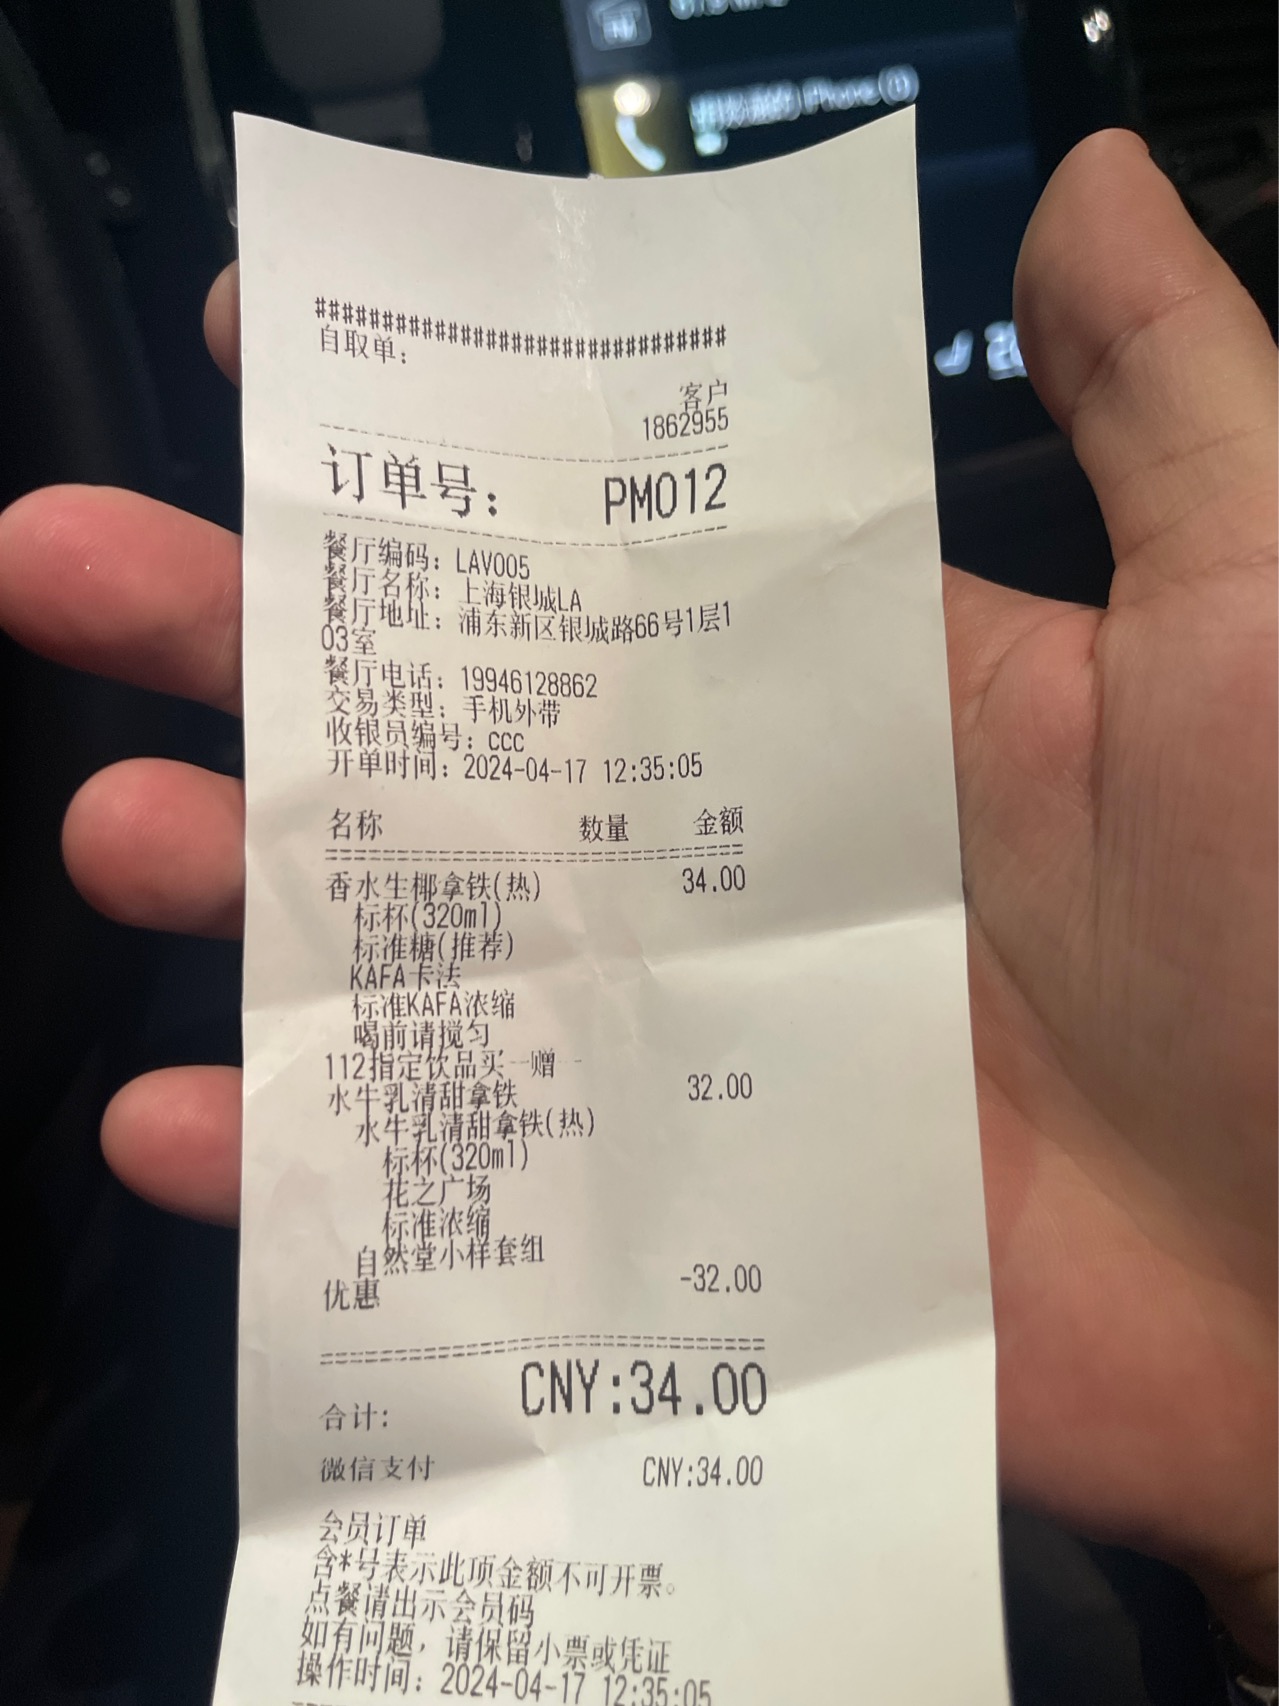 iPhone
###############################
自取单：
客户
1862955
订单号： PM012
餐厅编码：LAV005
餐厅名称：上海银城LA
餐厅地址：浦东新区银城路66号1层1
03室
餐厅电话：19946128862
交易类型：手机外带
收银员编号：ccc
开单时间：2024-04-17 12:35:05
名称 数量 金额
香水生椰拿铁(热) 34.00
标杯(320ml)
标准糖(推荐)
KAFA卡法
标准KAFA浓缩
喝前请搅匀
112指定饮品买一赠一
水牛乳清甜拿铁 32.00
水牛乳清甜拿铁(热)
标杯(320ml)
花之广场
标准浓缩
自然堂小样套组
优惠 -32.00
合计: CNY:34.00
微信支付 CNY:34.00
会员订单
含*号表示此项金额不可开票。
点餐请出示会员码
如有问题，请保留小票或凭证
操作时间：2024-04-17 12:35:05